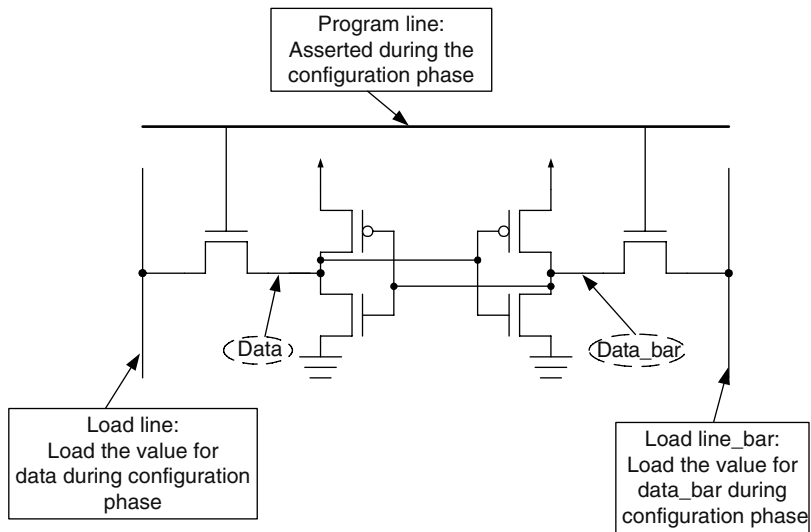 Program line:
Asserted during the
configuration phase
Data
Data_bar
Load line:
Load the value for
data during configuration
phase
Load line_bar:
Load the value for
data_bar during
configuration phase